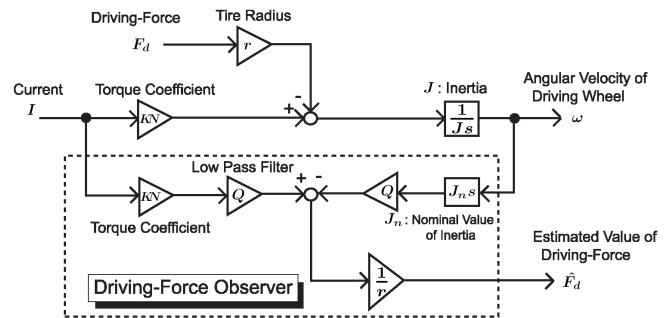 Driving-Force
Tire Radius
F_d
r
Current
Torque Coefficient
J : Inertia
Angular Velocity of
Driving Wheel
I
KN
+
-
1
Js
ω
Low Pass Filter
+ -
KN
Q
Q
J_n s
Torque Coefficient
J_n : Nominal Value
of Inertia
Estimated Value of
Driving-Force
Driving-Force Observer
1
r
F̂_d